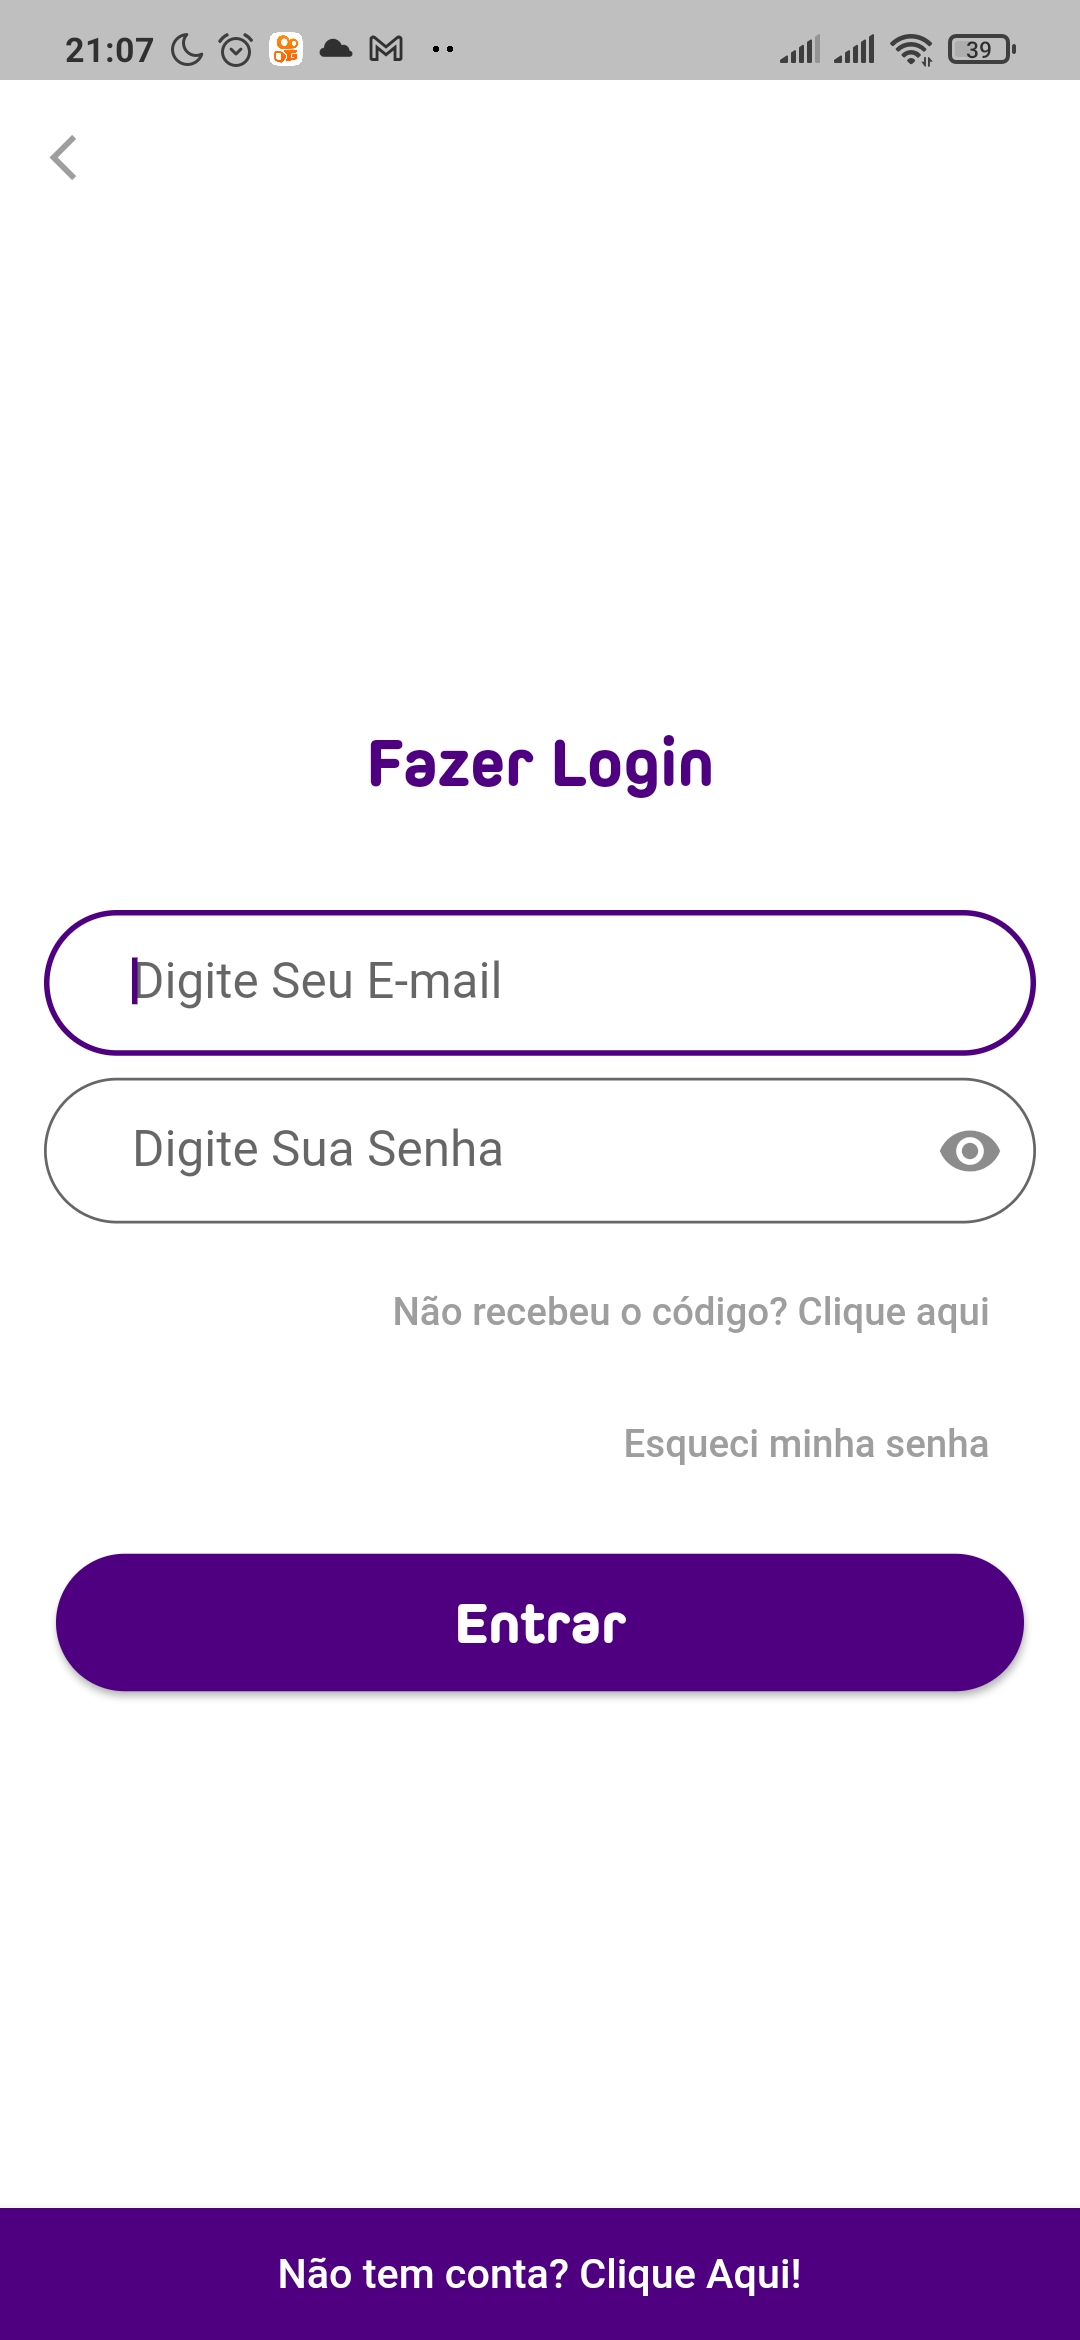 21:07
39
Fazer Login
Digite Seu E-mail
Digite Sua Senha
Não recebeu o código? Clique aqui
Esqueci minha senha
Entrar
Não tem conta? Clique Aqui!